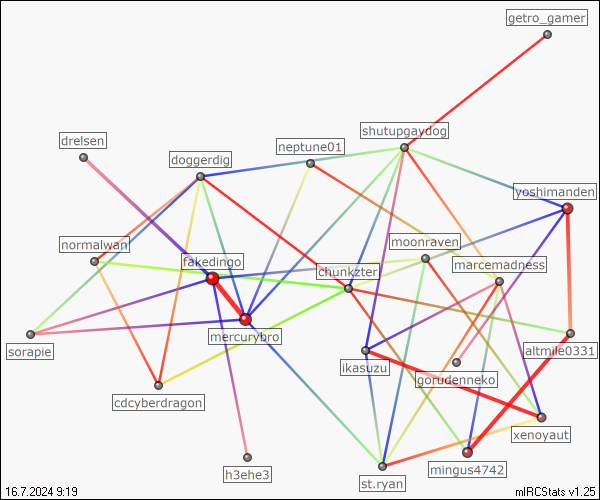 getro_gamer
shutupgaydog
drelsen
neptune01
doggerdig
yoshimanden
normalwan
moonraven
fakedingo
marcemadness
chunkzter
mercurybro
sorapie
altmile0331
ikasuzu
gorudenneko
cdcyberdragon
xenoyaut
h3ehe3
mingus4742
st.ryan
16.7.2024 9:19
mIRCStats v1.25